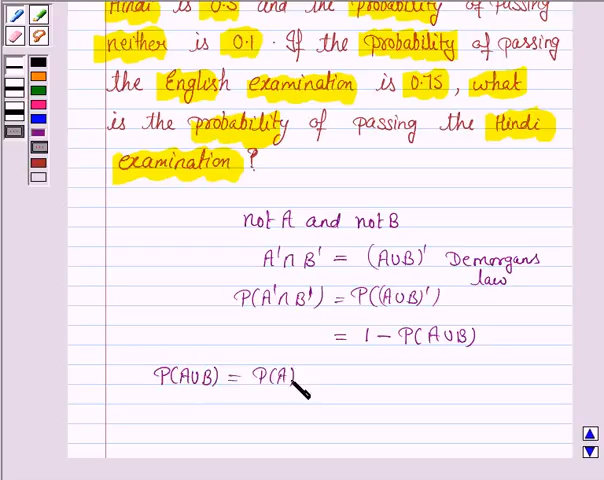 Hindi is 0.5 and the probability of passing
neither is 0.1. If the probability of passing
the English examination is 0.75, what
is the probability of passing the Hindi
examination?
not A and not B
A'∩B' = (A∪B)' Demorgans
law
P(A'∩B') = P((A∪B)')
= 1 - P(A∪B)
P(A∪B) = P(A)